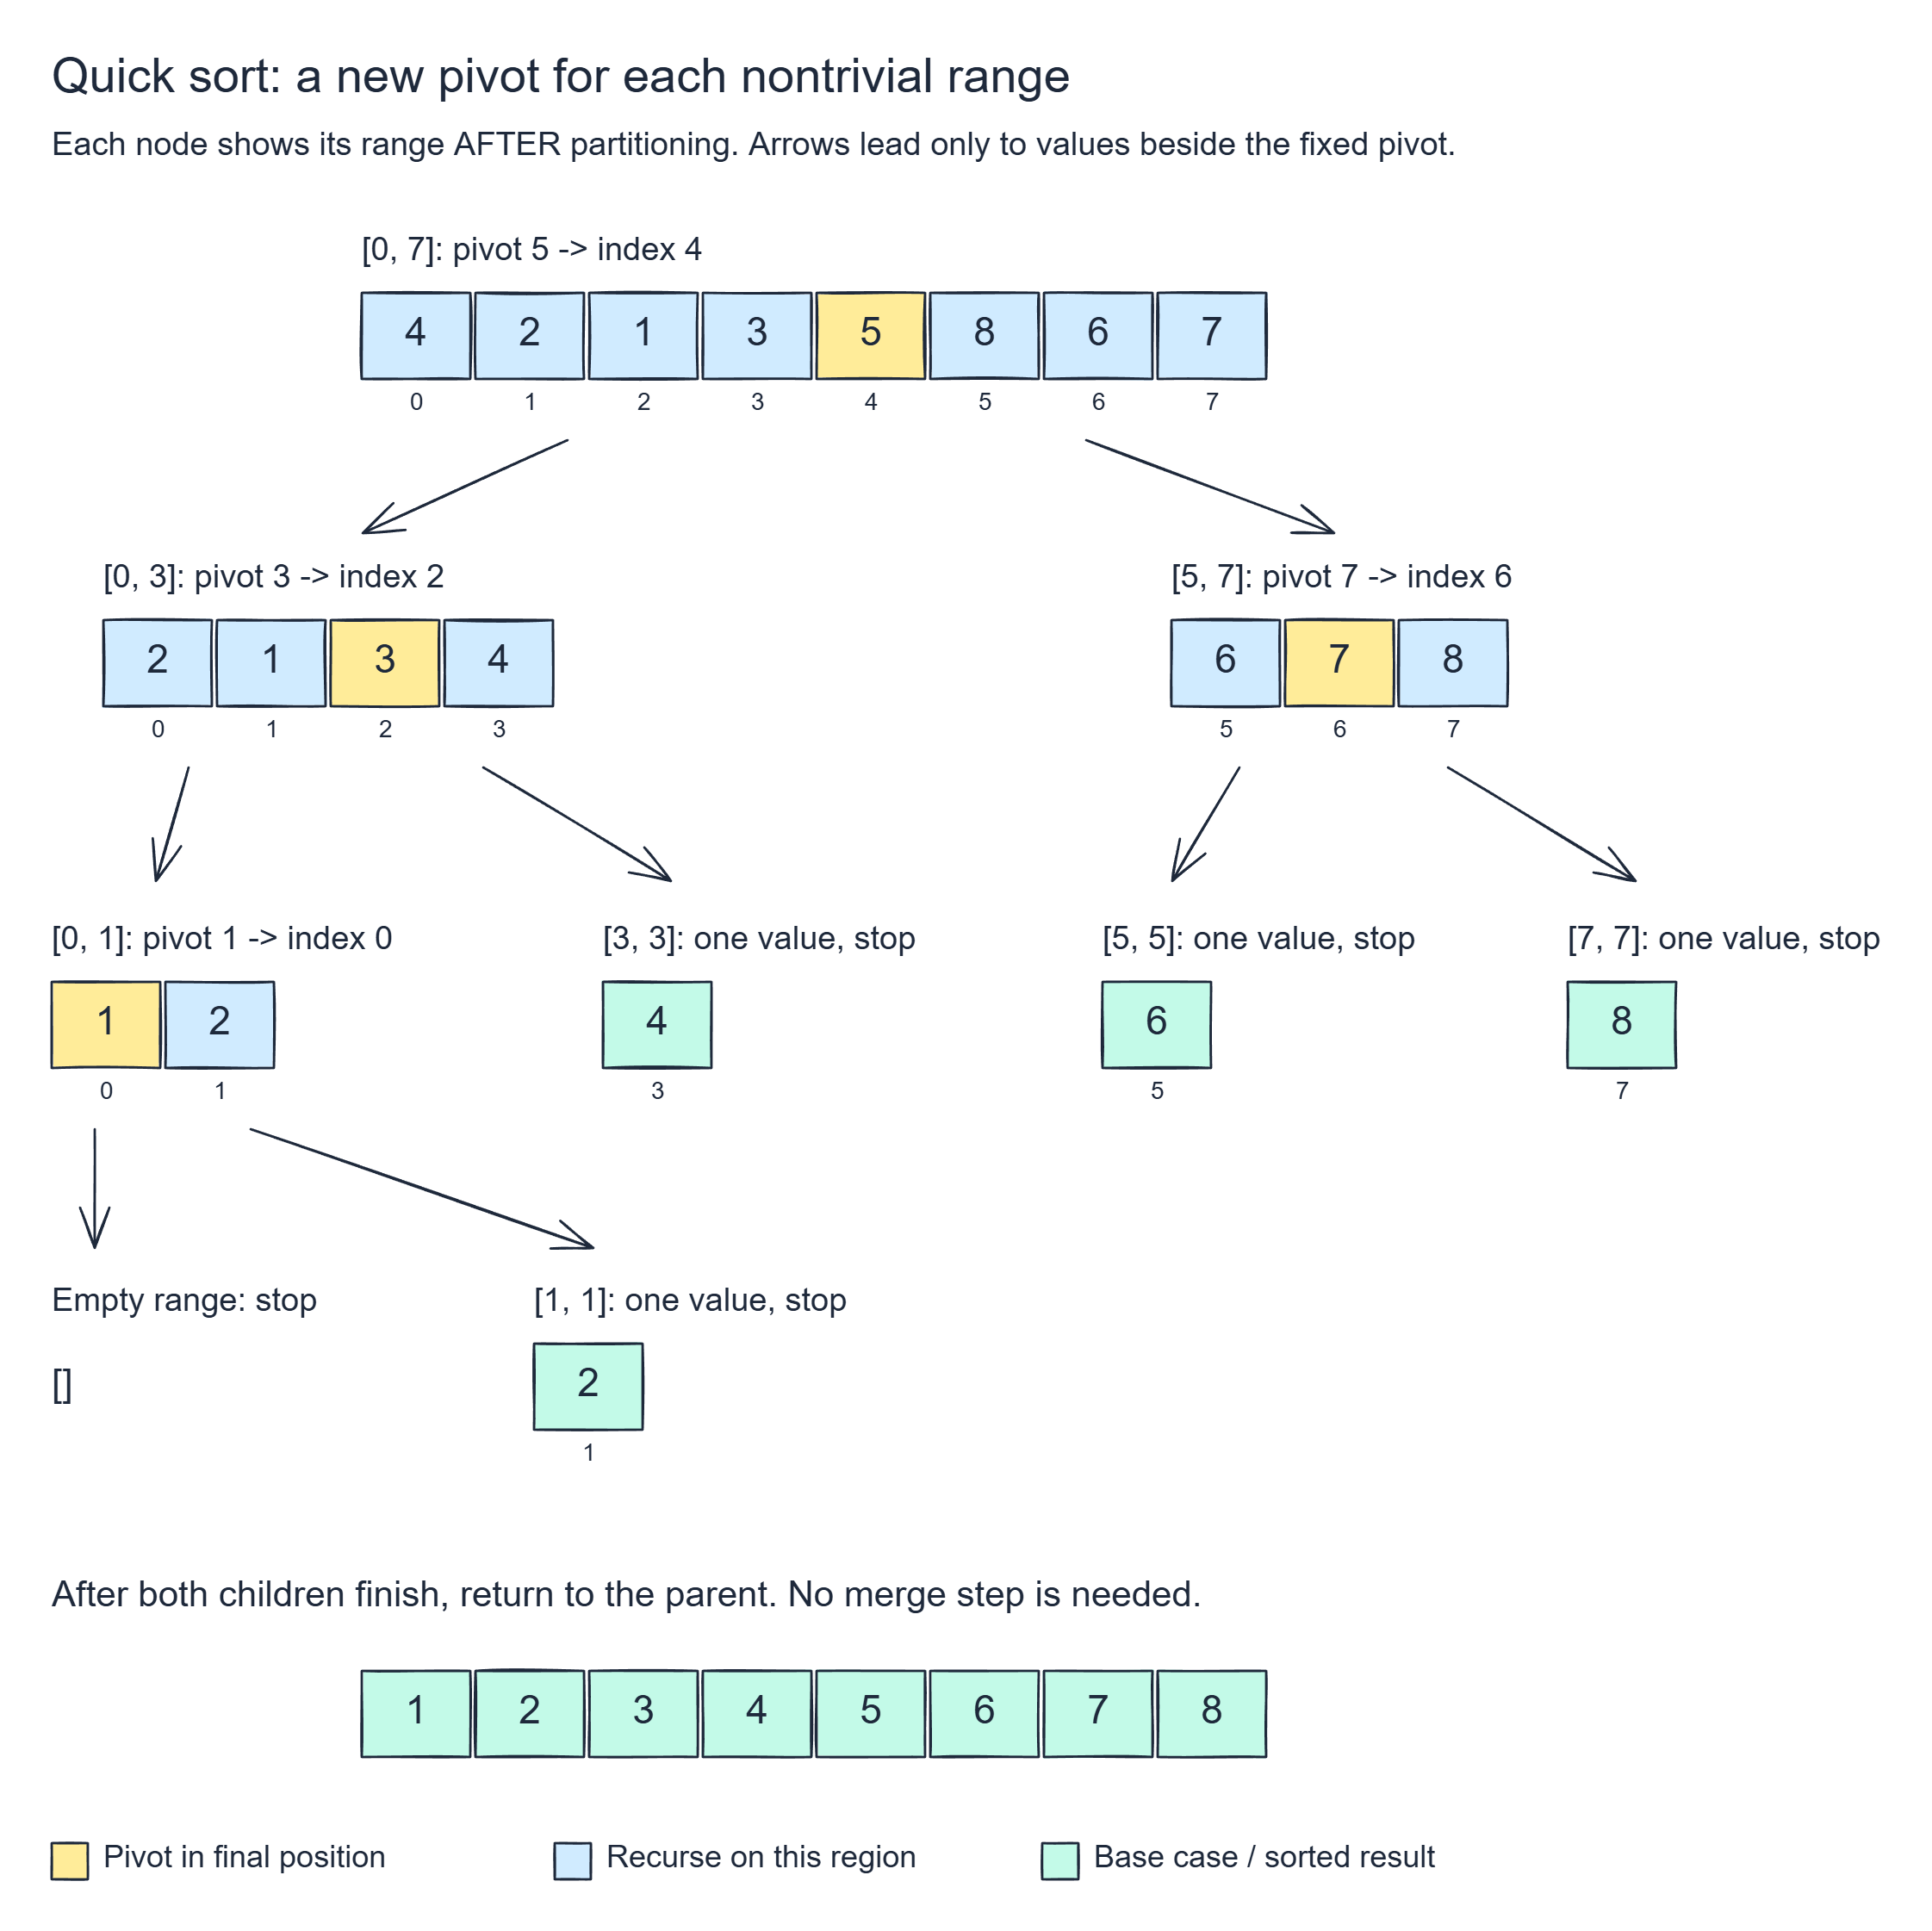 Quick sort: a new pivot for each nontrivial range
Each node shows its range AFTER partitioning. Arrows lead only to values beside the fixed pivot.
[0, 7]: pivot 5 -> index 4
4 2 1 3 5 8 6 7
0 1 2 3 4 5 6 7
[0, 3]: pivot 3 -> index 2
2 1 3 4
0 1 2 3
[5, 7]: pivot 7 -> index 6
6 7 8
5 6 7
[0, 1]: pivot 1 -> index 0
1 2
0 1
[3, 3]: one value, stop
4
3
[5, 5]: one value, stop
6
5
[7, 7]: one value, stop
8
7
Empty range: stop
[]
[1, 1]: one value, stop
2
1
After both children finish, return to the parent. No merge step is needed.
1 2 3 4 5 6 7 8
Pivot in final position
Recurse on this region
Base case / sorted result